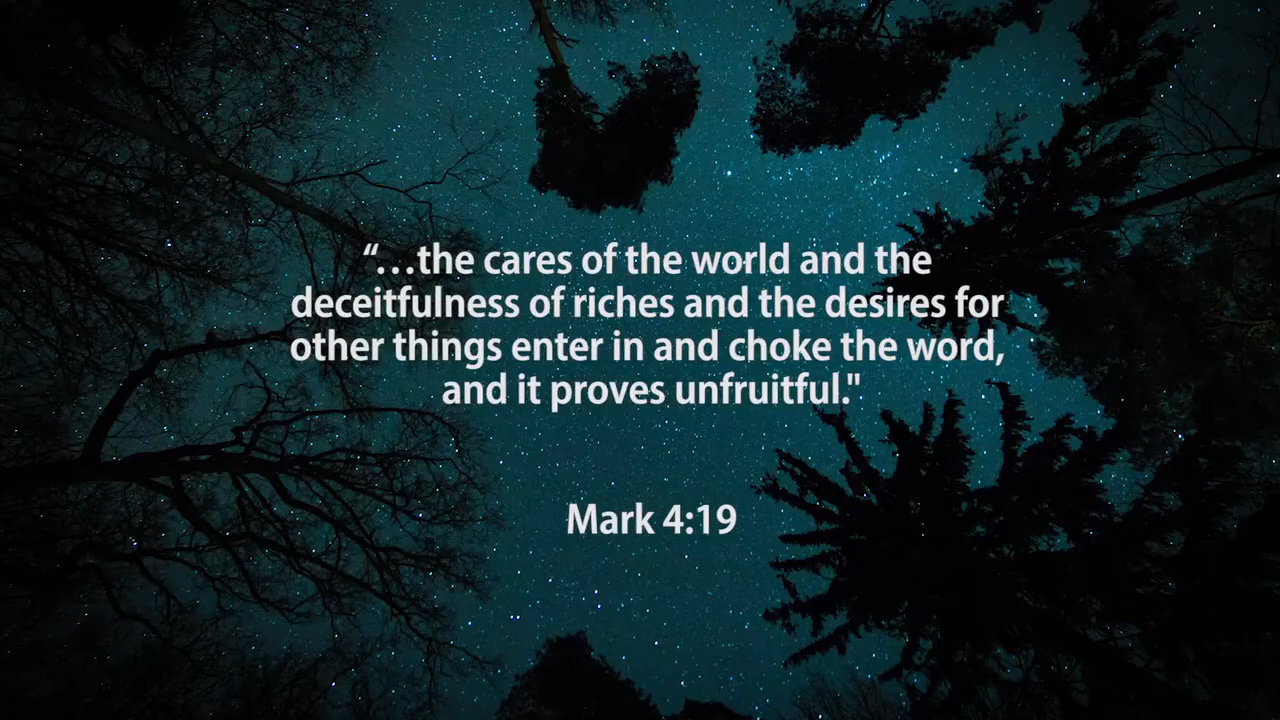 “…the cares of the world and the
deceitfulness of riches and the desires for
other things enter in and choke the word,
and it proves unfruitful."
Mark 4:19